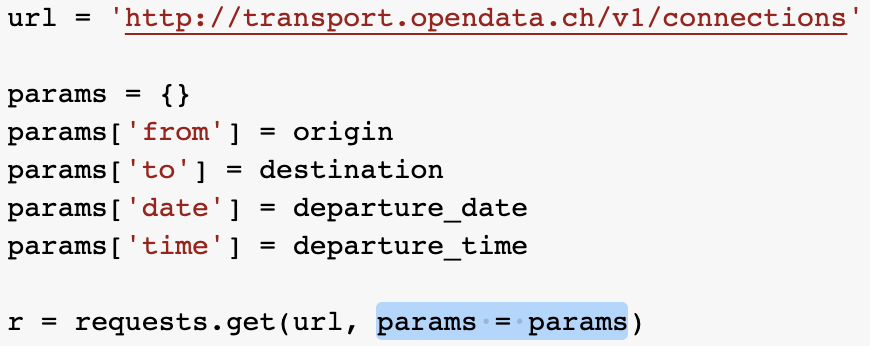 url = 'http://transport.opendata.ch/v1/connections'
params = {}
params['from'] = origin
params['to'] = destination
params['date'] = departure_date
params['time'] = departure_time
r = requests.get(url, params = params)